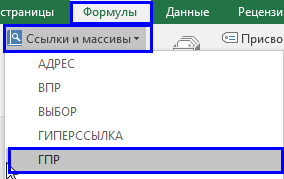 страницы Формулы Данные Рецензи
Ссылки и массивы Присво
АДРЕС
ВПР
ВЫБОР
ГИПЕРССЫЛКА
ГПР